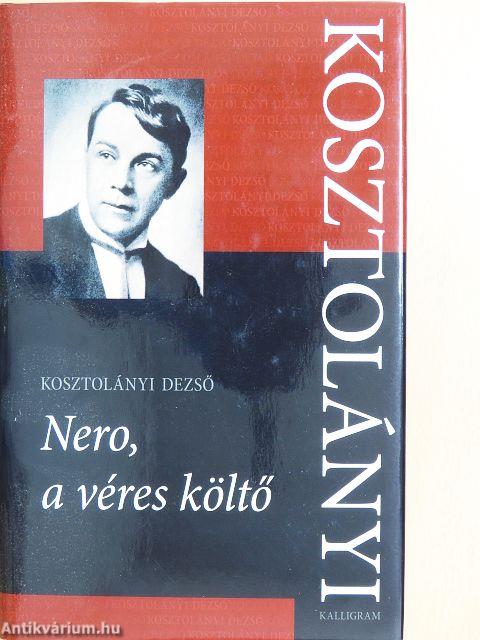 KOSZTOLÁNYI
KOSZTOLÁNYI DEZSŐ
Nero,
a véres költő
KALLIGRAM
Antikvárium.hu